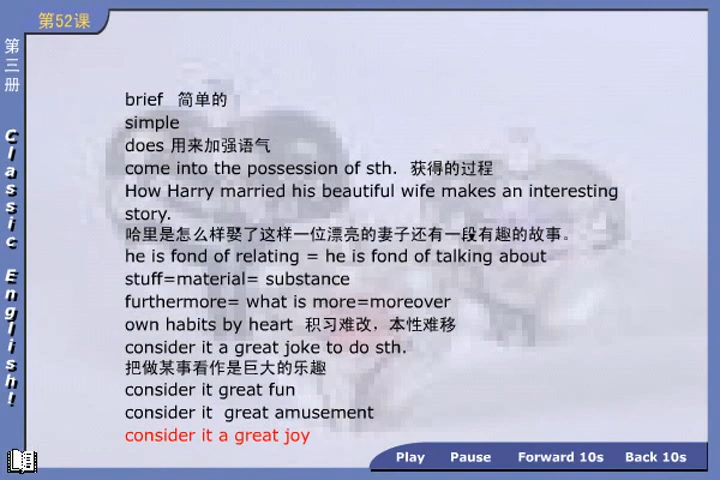 第52课
第三册
Classic English!
brief 简单的
simple
does 用来加强语气
come into the possession of sth. 获得的过程
How Harry married his beautiful wife makes an interesting
story.
哈里是怎么样娶了这样一位漂亮的妻子还有一段有趣的故事。
he is fond of relating = he is fond of talking about
stuff=material= substance
furthermore= what is more=moreover
own habits by heart 积习难改，本性难移
consider it a great joke to do sth.
把做某事看作是巨大的乐趣
consider it great fun
consider it great amusement
consider it a great joy
Play Pause Forward 10s Back 10s